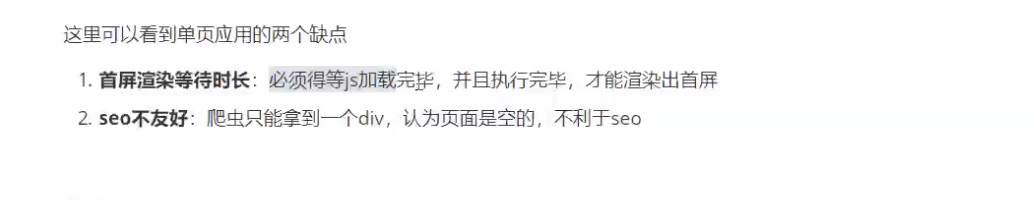 这里可以看到单页应用的两个缺点
1. 首屏渲染等待时长：必须得等js加载完毕，并且执行完毕，才能渲染出首屏
2. seo不友好：爬虫只能拿到一个div，认为页面是空的，不利于seo